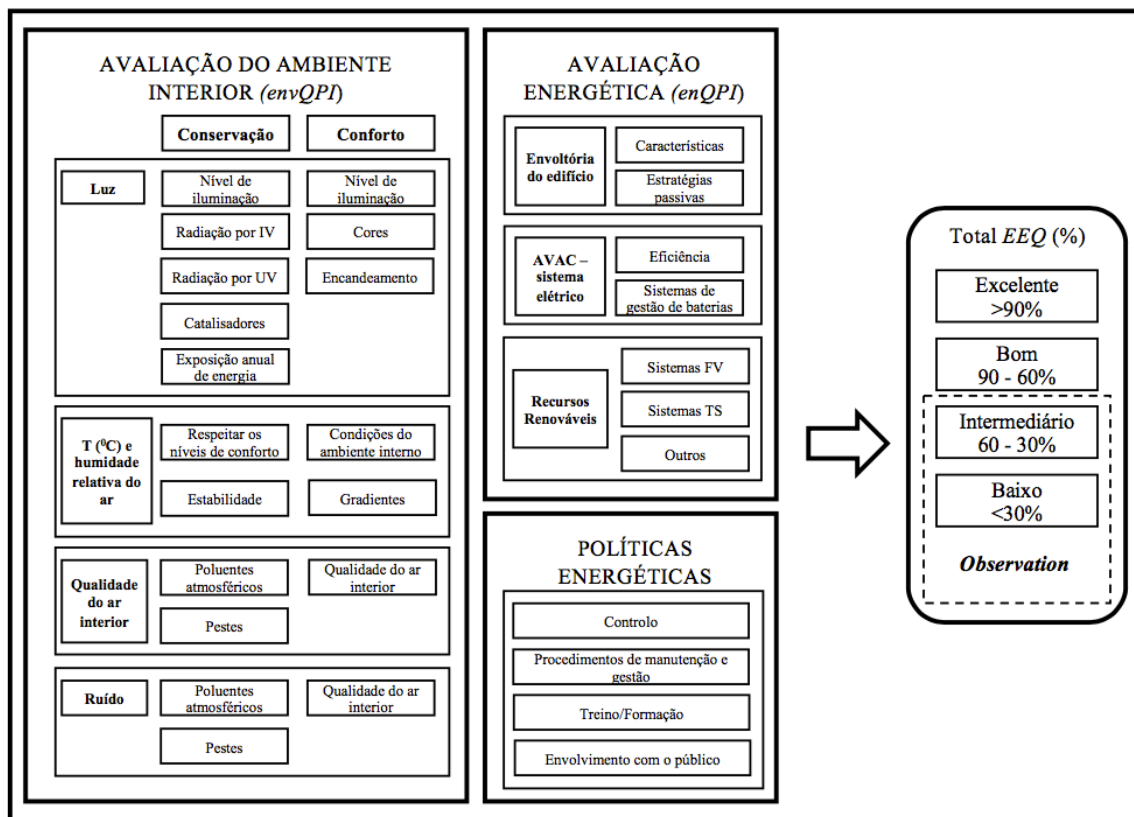 AVALIAÇÃO DO AMBIENTE
INTERIOR (envQPI)
Conservação
Conforto
Luz
Nível de
iluminação
Nível de
iluminação
Radiação por IV
Cores
Radiação por UV
Encandeamento
Catalisadores
Exposição anual
de energia
T (⁰C) e
humidade
relativa do
ar
Respeitar os
níveis de conforto
Condições do
ambiente interno
Estabilidade
Gradientes
Qualidade
do ar
interior
Poluentes
atmosféricos
Qualidade do ar
interior
Pestes
Ruído
Poluentes
atmosféricos
Qualidade do ar
interior
Pestes
AVALIAÇÃO
ENERGÉTICA (enQPI)
Envoltória
do edifício
Características
Estratégias
passivas
AVAC –
sistema
elétrico
Eficiência
Sistemas de
gestão de baterias
Recursos
Renováveis
Sistemas FV
Sistemas TS
Outros
POLÍTICAS
ENERGÉTICAS
Controlo
Procedimentos de manutenção e
gestão
Treino/Formação
Envolvimento com o público
Total EEQ (%)
Excelente
>90%
Bom
90 - 60%
Intermediário
60 - 30%
Baixo
<30%
Observation